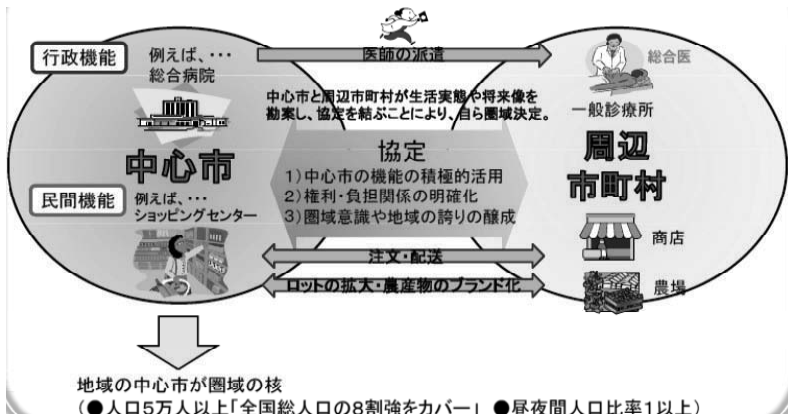 行政機能
例えば、・・・
総合病院
医師の派遣
総合医
一般診療所
中心市と周辺市町村が生活実態や将来像を
勘案し、協定を結ぶことにより、自ら圏域決定。
中心市
周辺
市町村
協定
1)中心市の機能の積極的活用
2)権利・負担関係の明確化
3)圏域意識や地域の誇りの醸成
民間機能
例えば、・・・
ショッピングセンター
注文・配送
商店
ロットの拡大・農産物のブランド化
農場
地域の中心市が圏域の核
(●人口5万人以上「全国総人口の8割強をカバー」 ●昼夜間人口比率1以上)